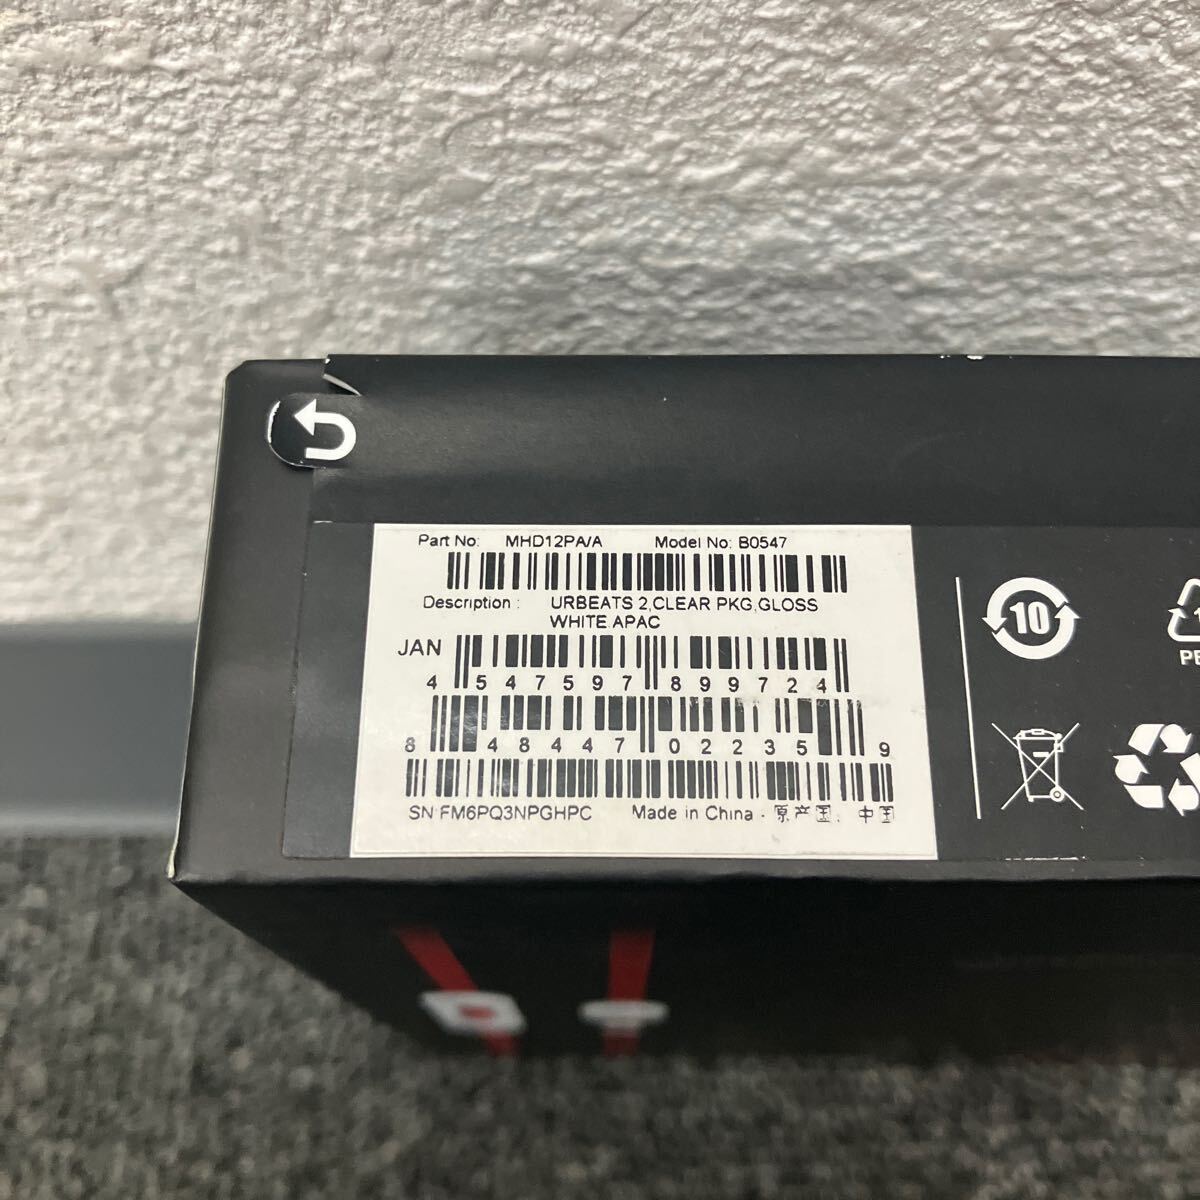 Part No: MHD12PA/A Model No: B0547
Description : URBEATS 2,CLEAR PKG,GLOSS
WHITE.APAC
JAN
4 547597 899724
8 48447 02235 9
SN:FM6PQ3NPGHPC Made in China · 原产国: 中国
10